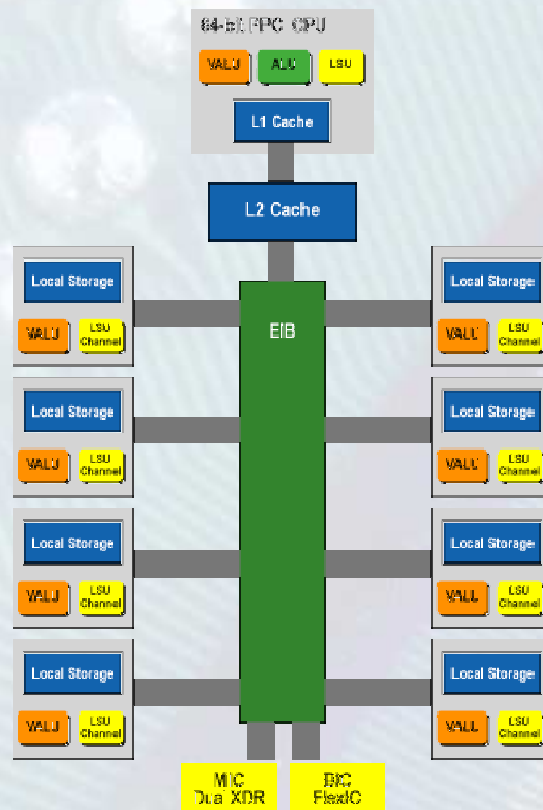 64-bit PPC CPU
VALU ALU LSU
L1 Cache
L2 Cache
EIB
Local Storage
VALU LSU
Channel
Local Storage
VALU LSU
Channel
Local Storage
VALU LSU
Channel
Local Storage
VALU LSU
Channel
Local Storage
VALU LSU
Channel
Local Storage
VALU LSU
Channel
Local Storage
VALU LSU
Channel
Local Storage
VALU LSU
Channel
MIC
Dual XDR
BIC
FlexIO